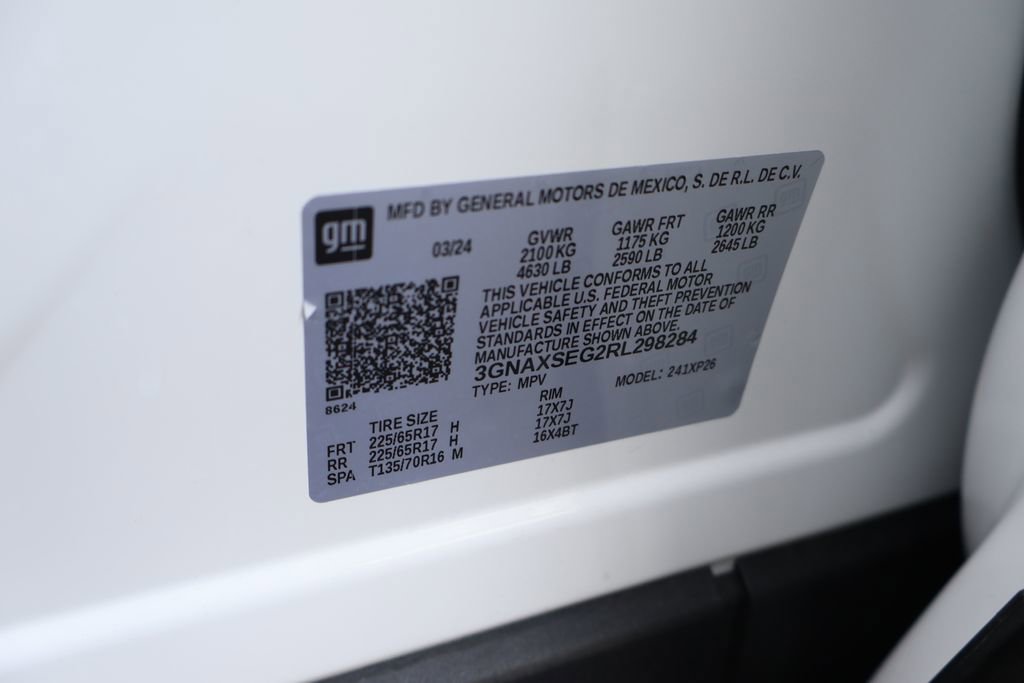 gm
MFD BY GENERAL MOTORS DE MEXICO, S. DE R.L. DE C.V.
03/24
GVWR
2100 KG
4630 LB
GAWR FRT
1175 KG
2590 LB
GAWR RR
1200 KG
2645 LB
THIS VEHICLE CONFORMS TO ALL
APPLICABLE U.S. FEDERAL MOTOR
VEHICLE SAFETY AND THEFT PREVENTION
STANDARDS IN EFFECT ON THE DATE OF
MANUFACTURE SHOWN ABOVE.
3GNAXSEG2RL298284
TYPE: MPV MODEL: 241XP26
8624
TIRE SIZE RIM
FRT 225/65R17 H 17X7J
RR 225/65R17 H 17X7J
SPA T135/70R16 M 16X4BT